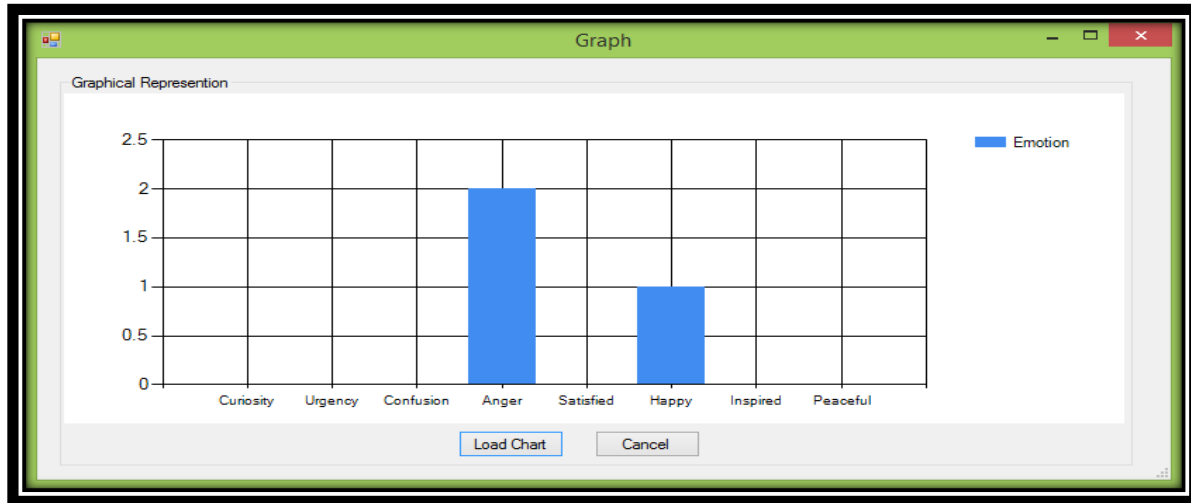 Graph
Graphical Represention
2.5
2
1.5
1
0.5
0
Emotion
Curiosity Urgency Confusion Anger Satisfied Happy Inspired Peaceful
Load Chart Cancel